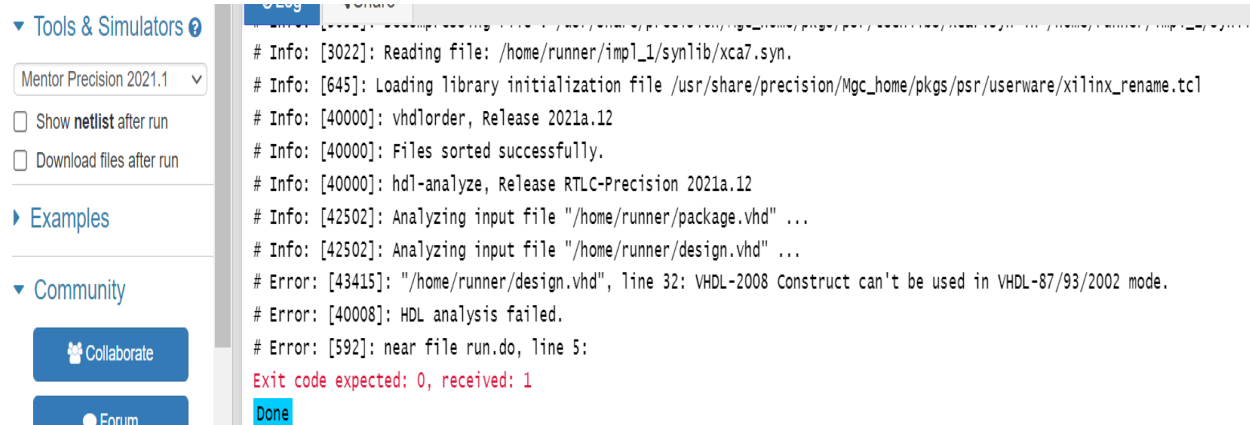 Log
Share
Tools & Simulators
Mentor Precision 2021.1
Show netlist after run
Download files after run
Examples
Community
Collaborate
Forum
# Info: [3022]: Reading file: /home/runner/impl_1/synlib/xca7.syn.
# Info: [645]: Loading library initialization file /usr/share/precision/Mgc_home/pkgs/psr/userware/xilinx_rename.tcl
# Info: [40000]: vhdlorder, Release 2021a.12
# Info: [40000]: Files sorted successfully.
# Info: [40000]: hdl-analyze, Release RTLC-Precision 2021a.12
# Info: [42502]: Analyzing input file "/home/runner/package.vhd" ...
# Info: [42502]: Analyzing input file "/home/runner/design.vhd" ...
# Error: [43415]: "/home/runner/design.vhd", line 32: VHDL-2008 Construct can't be used in VHDL-87/93/2002 mode.
# Error: [40008]: HDL analysis failed.
# Error: [592]: near file run.do, line 5:
Exit code expected: 0, received: 1
Done